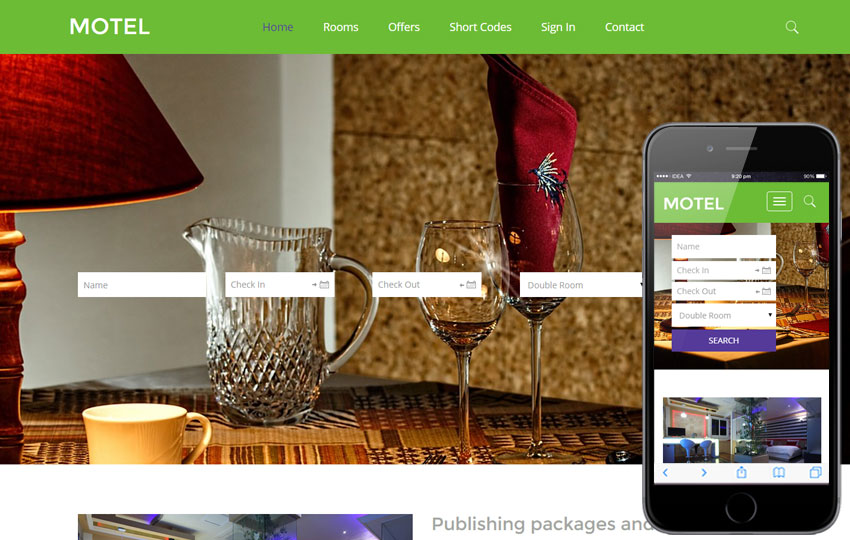 MOTEL
Home Rooms Offers Short Codes Sign In Contact
Name Check In Check Out Double Room
Publishing packages and
IDEA 9:20 pm 90%
MOTEL
Name
Check In
Check Out
Double Room
SEARCH